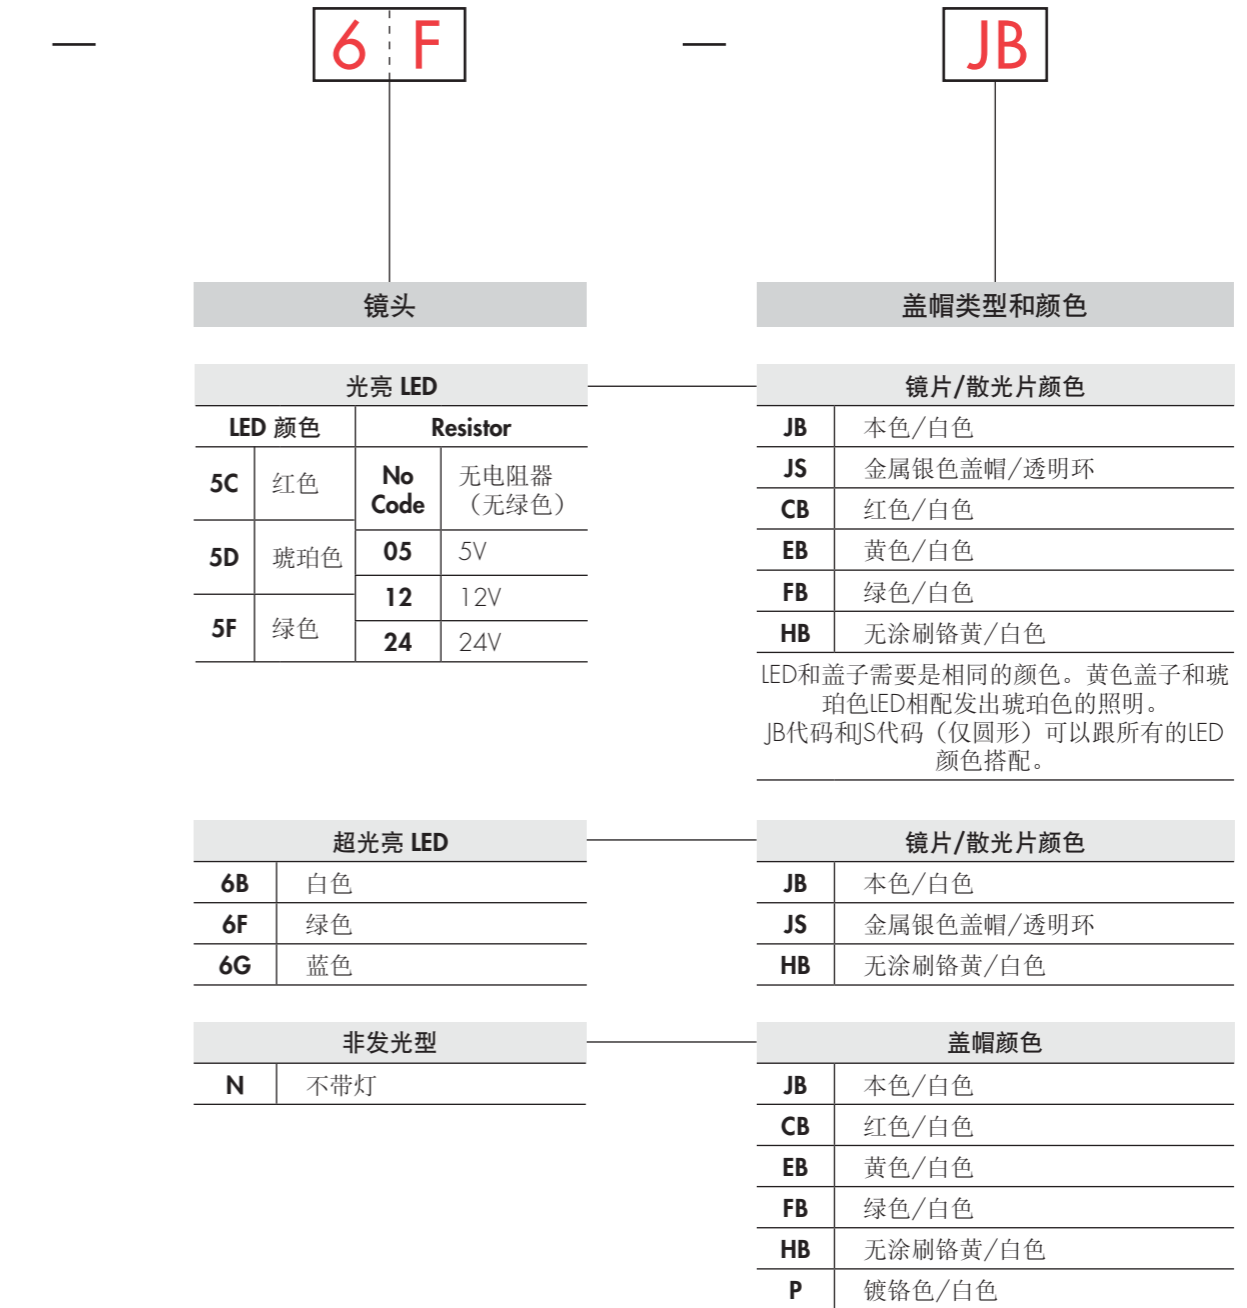 — 6 F — JB
镜头
盖帽类型和颜色
光亮 LED
LED 颜色 Resistor
5C 红色
5D 琥珀色
5F 绿色
No Code 无电阻器（无绿色）
05 5V
12 12V
24 24V
镜片/散光片颜色
JB 本色/白色
JS 金属银色盖帽/透明环
CB 红色/白色
EB 黄色/白色
FB 绿色/白色
HB 无涂刷铬黄/白色
LED和盖子需要是相同的颜色。黄色盖子和琥
珀色LED相配发出琥珀色的照明。
JB代码和JS代码（仅圆形）可以跟所有的LED
颜色搭配。
超光亮 LED
6B 白色
6F 绿色
6G 蓝色
镜片/散光片颜色
JB 本色/白色
JS 金属银色盖帽/透明环
HB 无涂刷铬黄/白色
非发光型
N 不带灯
盖帽颜色
JB 本色/白色
CB 红色/白色
EB 黄色/白色
FB 绿色/白色
HB 无涂刷铬黄/白色
P 镀铬色/白色